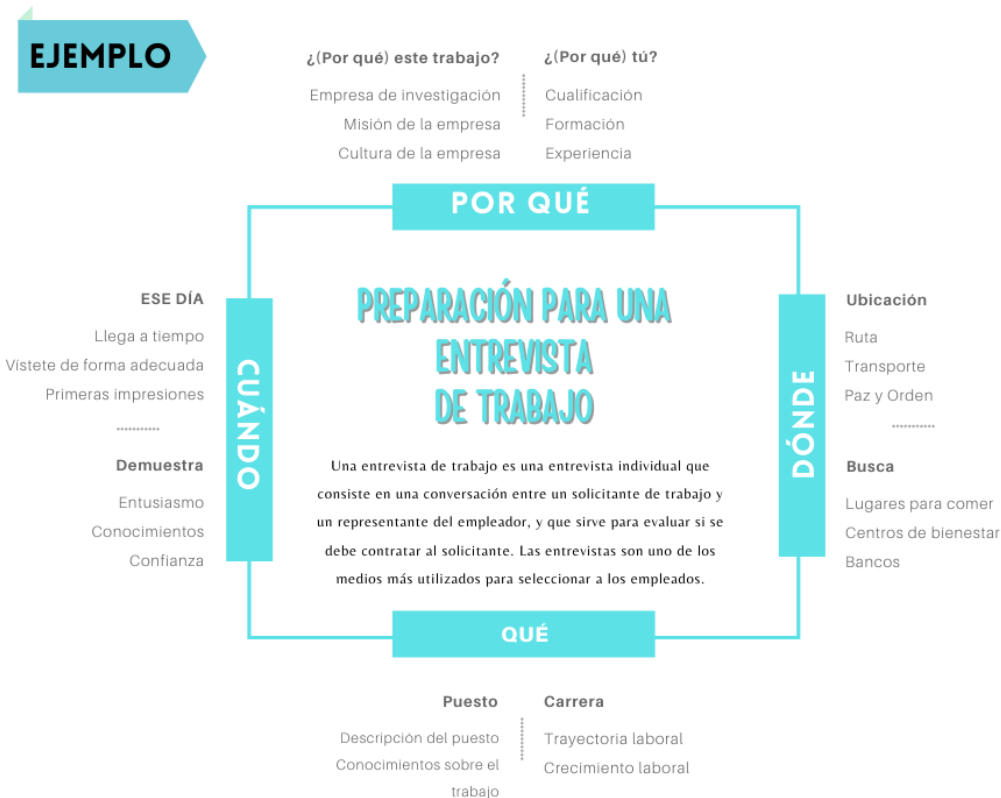 EJEMPLO
¿(Por qué) este trabajo?
Empresa de investigación
Misión de la empresa
Cultura de la empresa
¿(Por qué) tú?
Cualificación
Formación
Experiencia
POR QUÉ
ESE DÍA
Llega a tiempo
Vístete de forma adecuada
Primeras impresiones
Demuestra
Entusiasmo
Conocimientos
Confianza
CUÁNDO
PREPARACIÓN PARA UNA
ENTREVISTA
DE TRABAJO
Una entrevista de trabajo es una entrevista individual que
consiste en una conversación entre un solicitante de trabajo y
un representante del empleador, y que sirve para evaluar si se
debe contratar al solicitante. Las entrevistas son uno de los
medios más utilizados para seleccionar a los empleados.
DÓNDE
Ubicación
Ruta
Transporte
Paz y Orden
Busca
Lugares para comer
Centros de bienestar
Bancos
QUÉ
Puesto
Descripción del puesto
Conocimientos sobre el
trabajo
Carrera
Trayectoria laboral
Crecimiento laboral